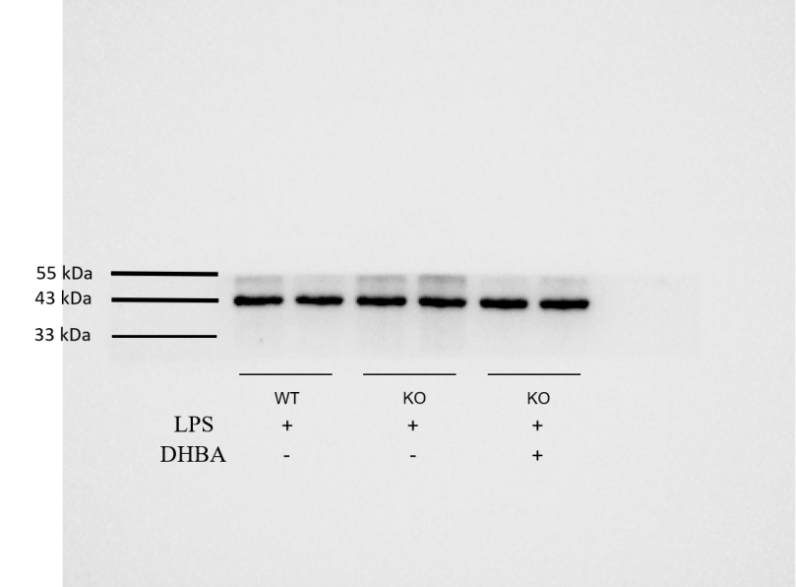 55 kDa
43 kDa
33 kDa
WT KO KO
LPS + + +
DHBA - - +